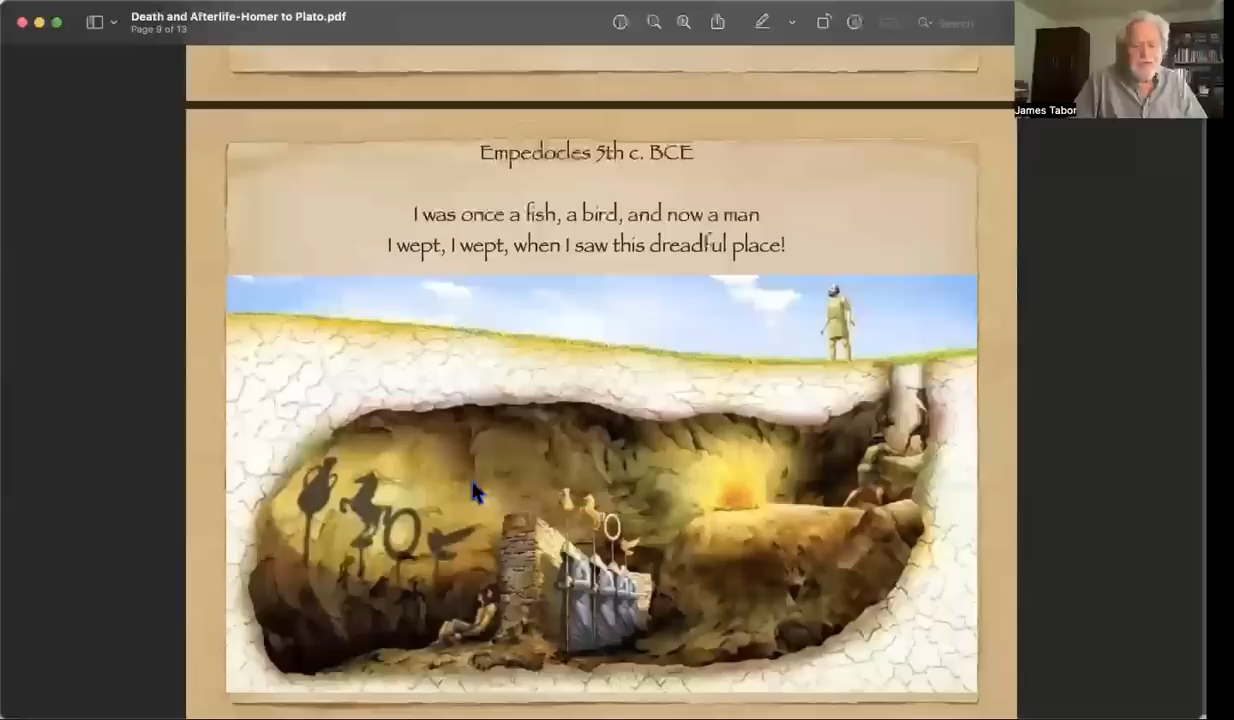 Death and Afterlife-Homer to Plato.pdf
Page 9 of 13
Search
James Tabor
Empedocles 5th c. BCE
I was once a fish, a bird, and now a man
I wept, I wept, when I saw this dreadful place!